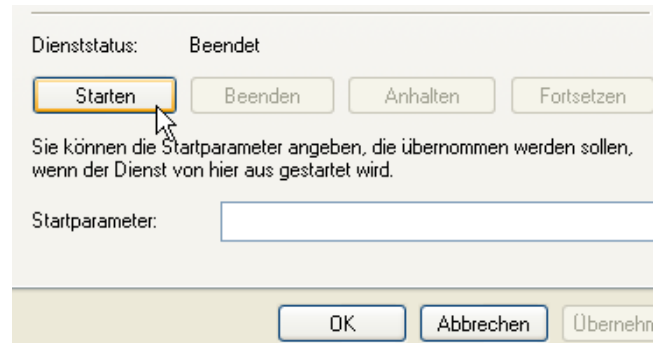 Dienststatus: Beendet
Starten Beenden Anhalten Fortsetzen
Sie können die Startparameter angeben, die übernommen werden sollen,
wenn der Dienst von hier aus gestartet wird.
Startparameter:
OK Abbrechen Übernehm